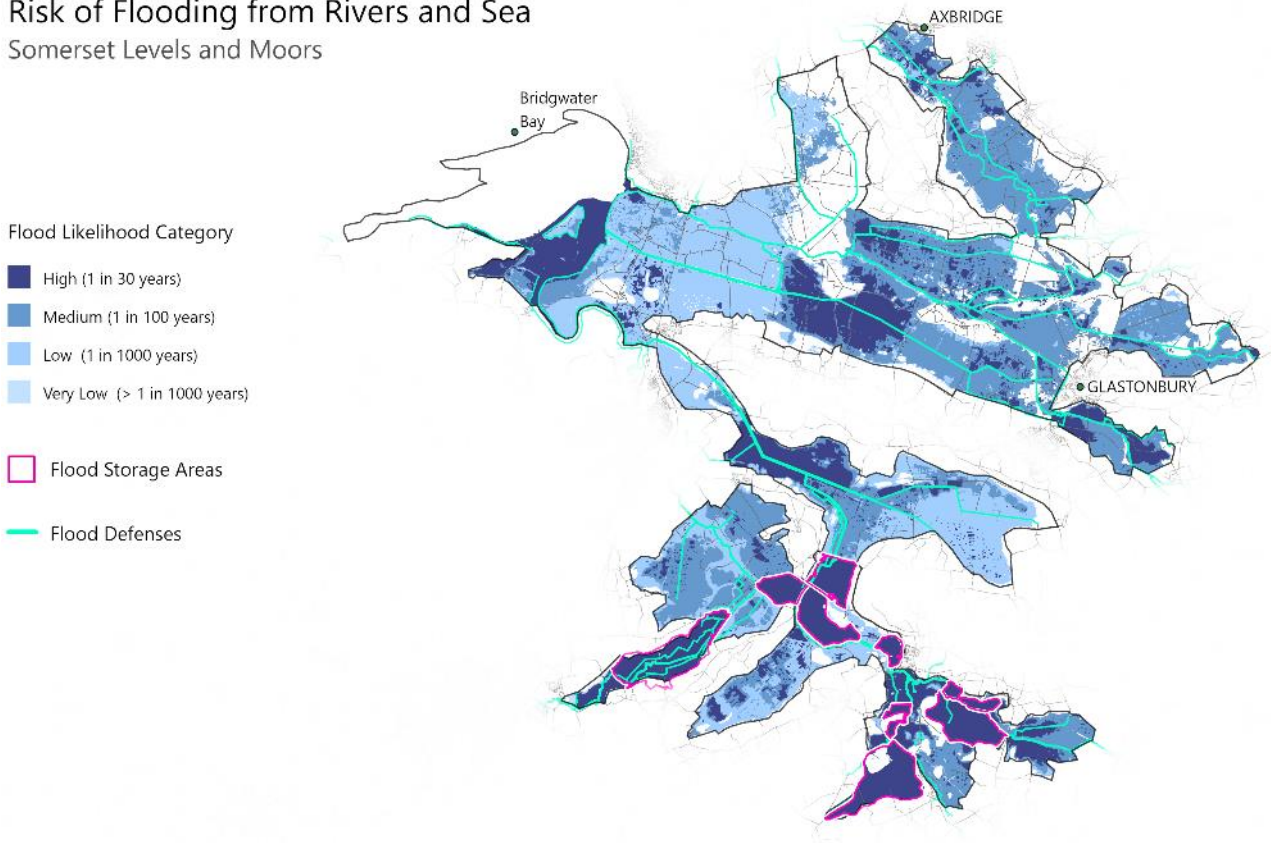 Risk of Flooding from Rivers and Sea
Somerset Levels and Moors
AXBRIDGE
Bridgwater
Bay
Flood Likelihood Category
High (1 in 30 years)
Medium (1 in 100 years)
Low (1 in 1000 years)
Very Low (> 1 in 1000 years)
GLASTONBURY
Flood Storage Areas
Flood Defenses